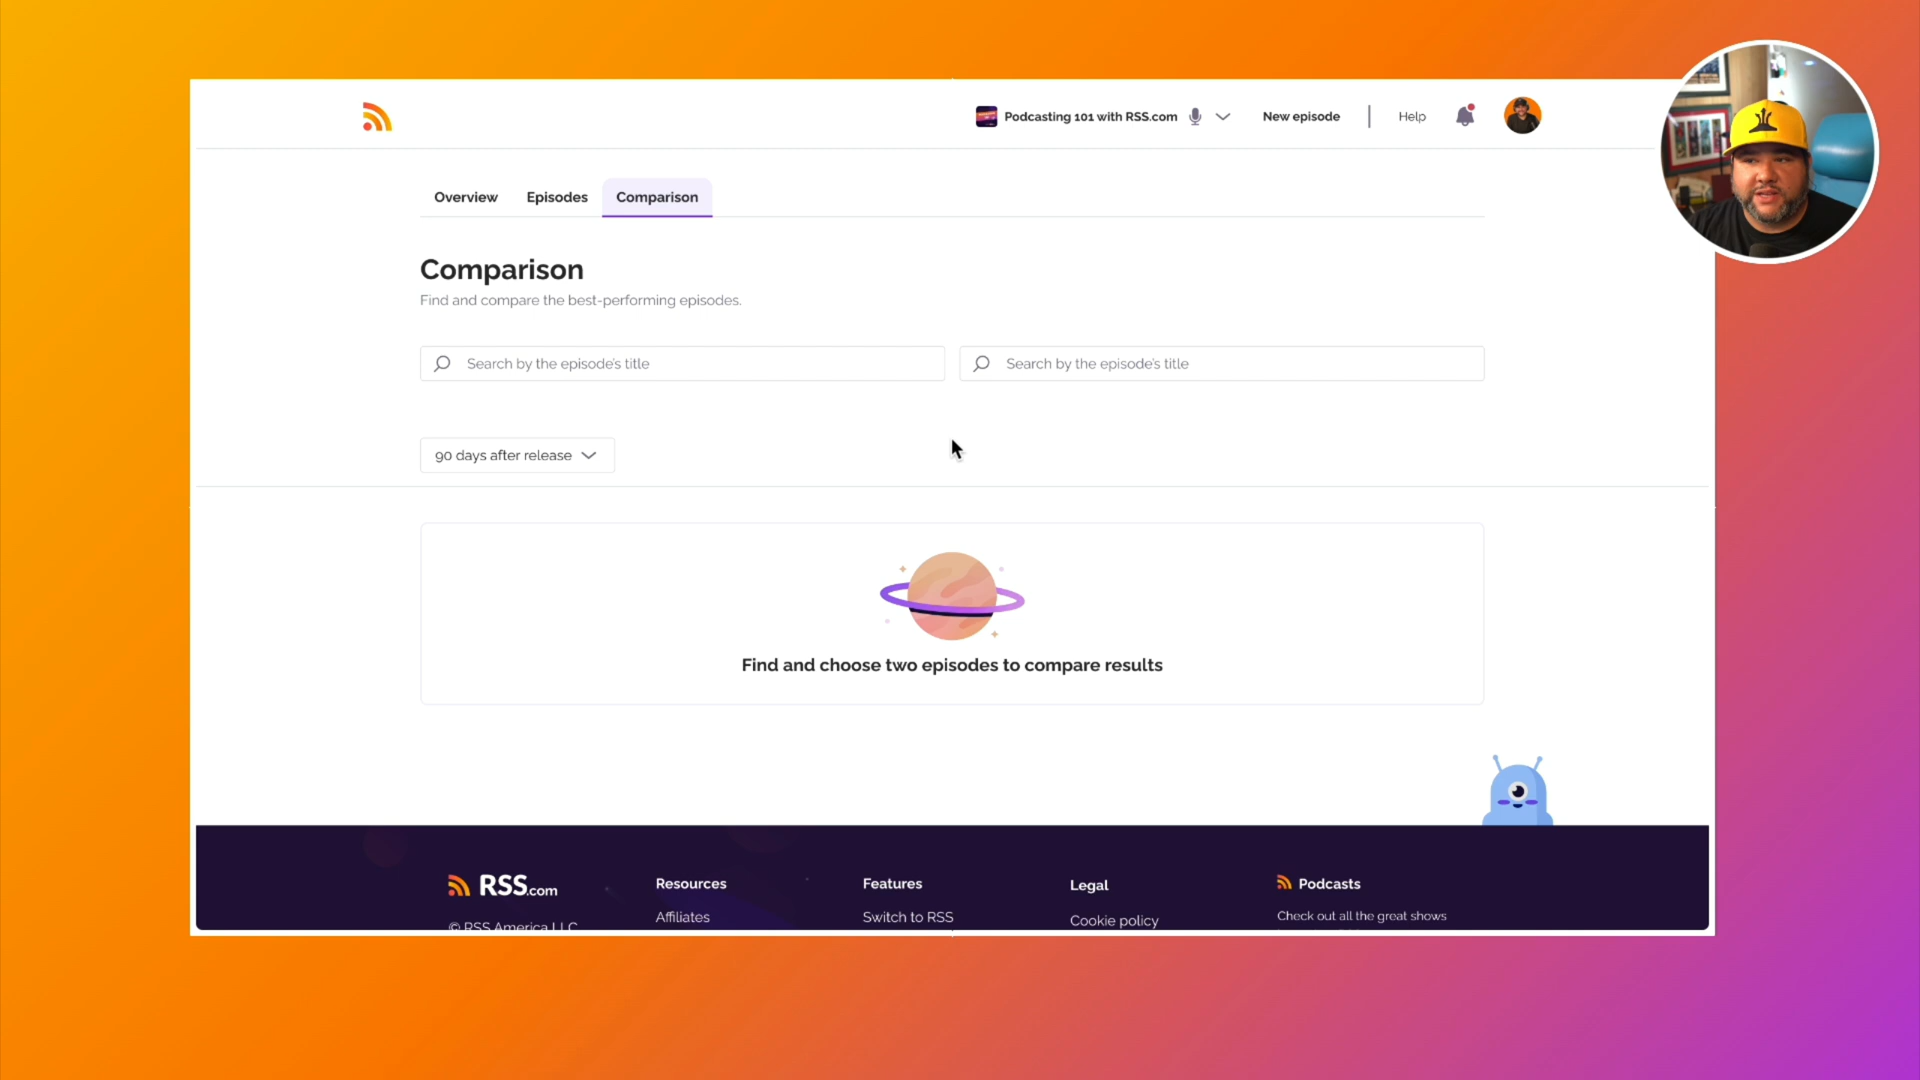 Podcasting 101 with RSS.com
New episode
Help
Overview
Episodes
Comparison
Comparison
Find and compare the best-performing episodes.
Search by the episode's title
Search by the episode's title
90 days after release
Find and choose two episodes to compare results
RSS.com
© RSS America LLC
Resources
Affiliates
Features
Switch to RSS
Legal
Cookie policy
Podcasts
Check out all the great shows